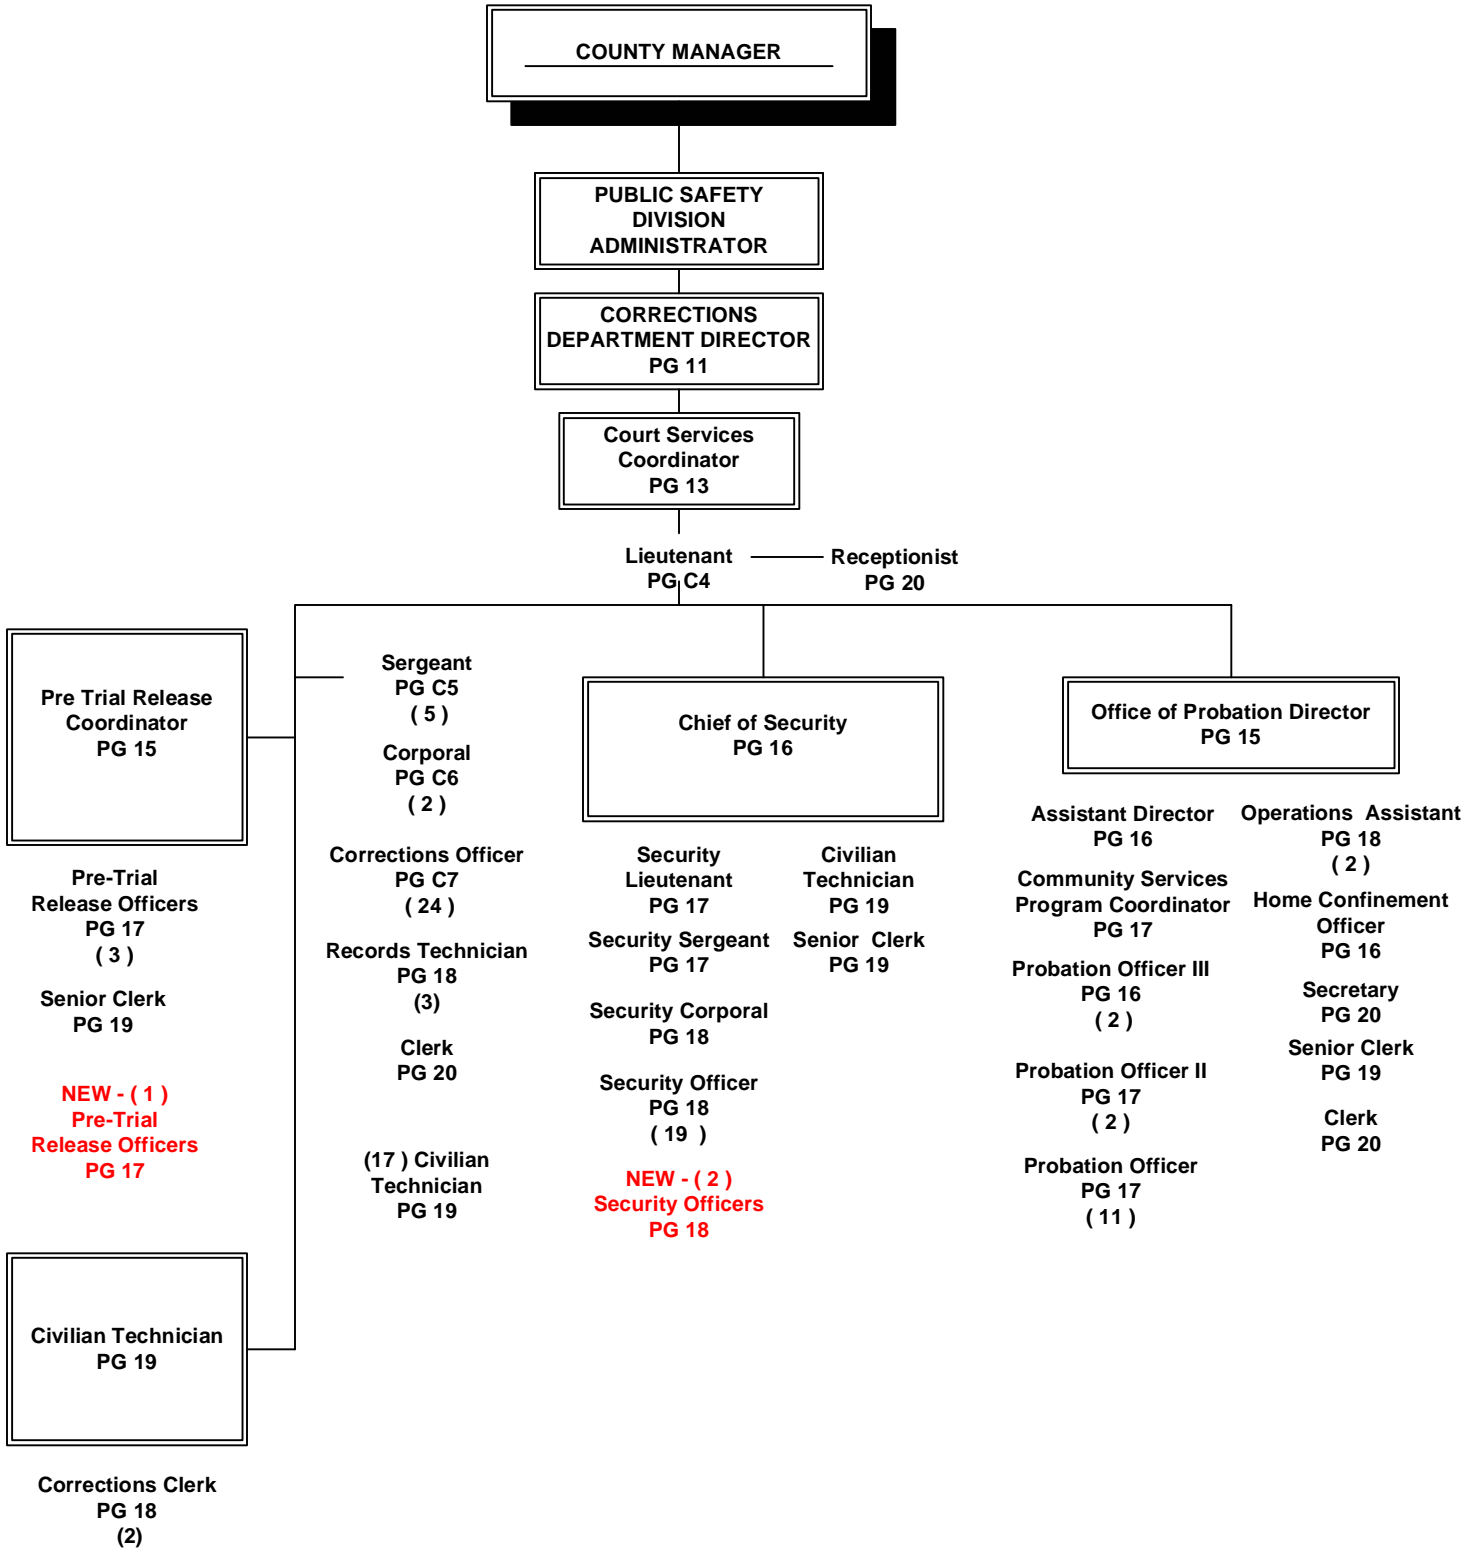 COUNTY MANAGER
PUBLIC SAFETY
DIVISION
ADMINISTRATOR
CORRECTIONS
DEPARTMENT DIRECTOR
PG 11
Court Services
Coordinator
PG 13
Lieutenant
PG C4
Receptionist
PG 20
Pre Trial Release
Coordinator
PG 15
Pre-Trial
Release Officers
PG 17
( 3 )
Senior Clerk
PG 19
NEW - ( 1 )
Pre-Trial
Release Officers
PG 17
Civilian Technician
PG 19
Corrections Clerk
PG 18
(2)
Sergeant
PG C5
( 5 )
Corporal
PG C6
( 2 )
Corrections Officer
PG C7
( 24 )
Records Technician
PG 18
(3)
Clerk
PG 20
(17 ) Civilian
Technician
PG 19
Chief of Security
PG 16
Security
Lieutenant
PG 17
Security Sergeant
PG 17
Security Corporal
PG 18
Security Officer
PG 18
( 19 )
NEW - ( 2 )
Security Officers
PG 18
Civilian
Technician
PG 19
Senior Clerk
PG 19
Office of Probation Director
PG 15
Assistant Director
PG 16
Community Services
Program Coordinator
PG 17
Probation Officer III
PG 16
( 2 )
Probation Officer II
PG 17
( 2 )
Probation Officer
PG 17
( 11 )
Operations Assistant
PG 18
( 2 )
Home Confinement
Officer
PG 16
Secretary
PG 20
Senior Clerk
PG 19
Clerk
PG 20